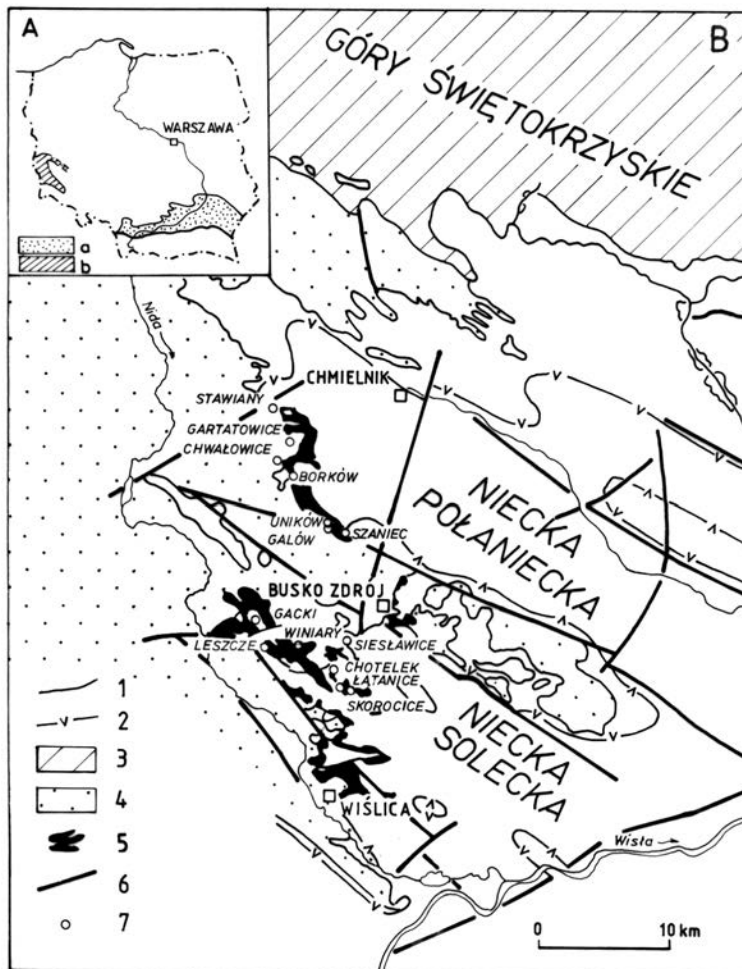 A
B
WARSZAWA
a
b
GÓRY ŚWIĘTOKRZYSKIE
Nida
CHMIELNIK
STAWIANY
GARTATOWICE
CHWAŁOWICE
BORKÓW
UNIKÓW
GALÓW
SZANIEC
NIECKA
POŁANIECKA
BUSKO ZDRÓJ
GACKI
WINIARY
LESZCZE
SIESŁAWICE
CHOTELEK
ŁATANICE
SKOROCICE
NIECKA
SOLECKA
WIŚLICA
Wisła
1
2
3
4
5
6
7
0 10 km